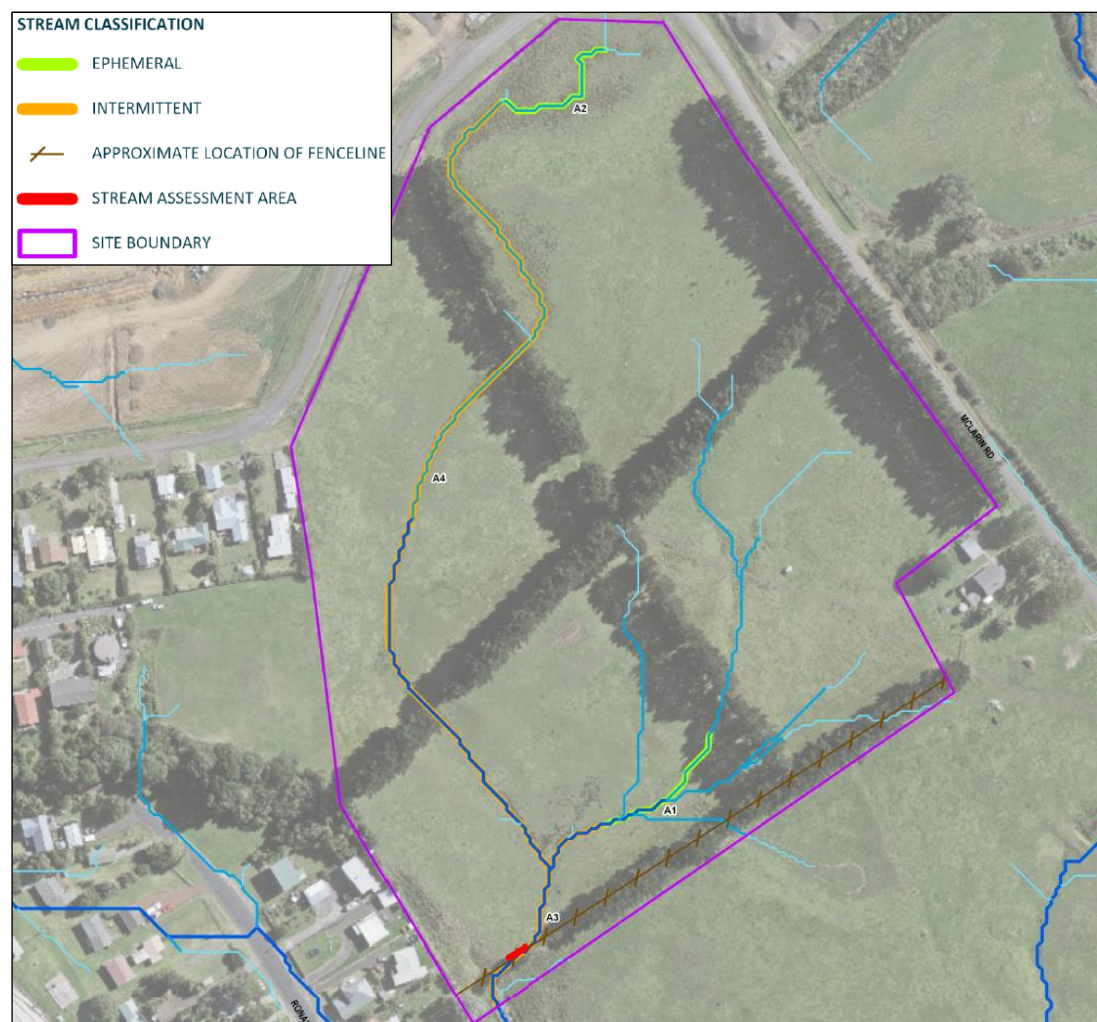 STREAM CLASSIFICATION
EPHEMERAL
INTERMITTENT
APPROXIMATE LOCATION OF FENCELINE
STREAM ASSESSMENT AREA
SITE BOUNDARY
A2
MCLARIN RD
A4
A1
A3
RONA